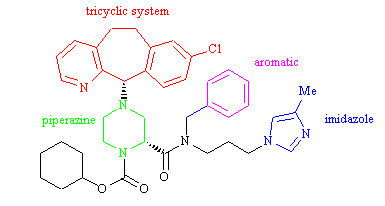 tricyclic system
Cl
aromatic
N
Me
N
piperazine
imidazole
N
N
N
N
O
O
O